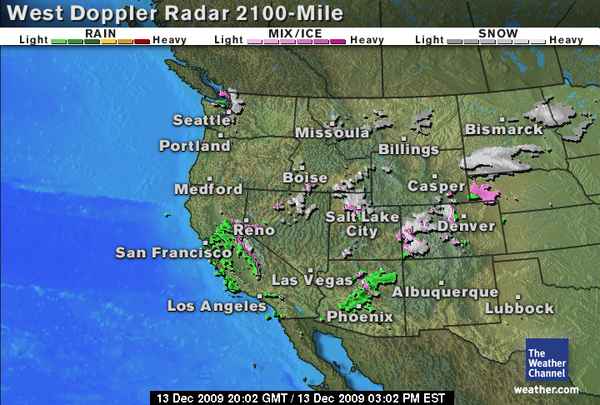 West Doppler Radar 2100-Mile
RAIN MIX/ICE SNOW
Light Heavy Light Heavy Light Heavy
Seattle
Missoula
Bismarck
Portland
Billings
Boise
Medford
Casper
Salt Lake
City
Reno
Denver
San Francisco
Las Vegas
Albuquerque
Los Angeles
Phoenix
Lubbock
The
Weather
Channel
weather.com
13 Dec 2009 20:02 GMT / 13 Dec 2009 03:02 PM EST